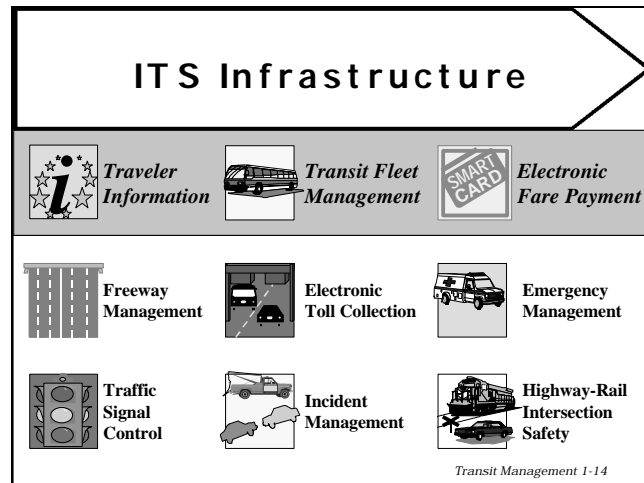 ITS Infrastructure
Traveler
Information
Transit Fleet
Management
SMART
CARD
Electronic
Fare Payment
Freeway
Management
Electronic
Toll Collection
Emergency
Management
Traffic
Signal
Control
Incident
Management
Highway-Rail
Intersection
Safety
Transit Management 1-14